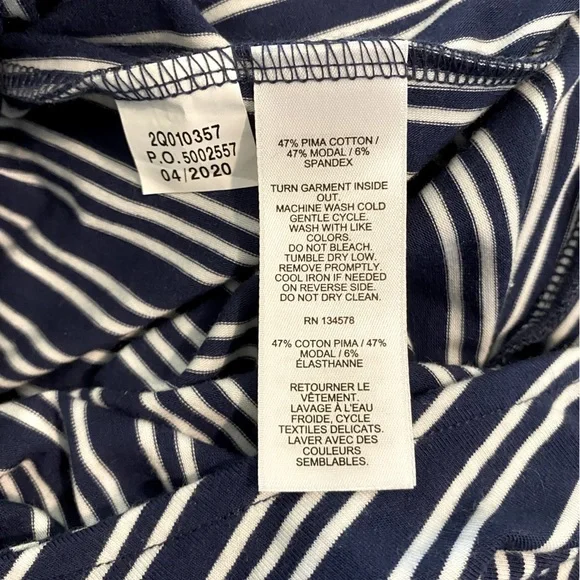 2Q010357
P.O.5002557
04/2020
47% PIMA COTTON /
47% MODAL / 6%
SPANDEX
TURN GARMENT INSIDE
OUT.
MACHINE WASH COLD
GENTLE CYCLE.
WASH WITH LIKE
COLORS.
DO NOT BLEACH.
TUMBLE DRY LOW.
REMOVE PROMPTLY.
COOL IRON IF NEEDED
ON REVERSE SIDE.
DO NOT DRY CLEAN.
RN 134578
47% COTON PIMA / 47%
MODAL / 6%
ÉLASTHANNE
RETOURNER LE
VÊTEMENT.
LAVAGE À L'EAU
FROIDE, CYCLE
TEXTILES DELICATS.
LAVER AVEC DES
COULEURS
SEMBLABLES.